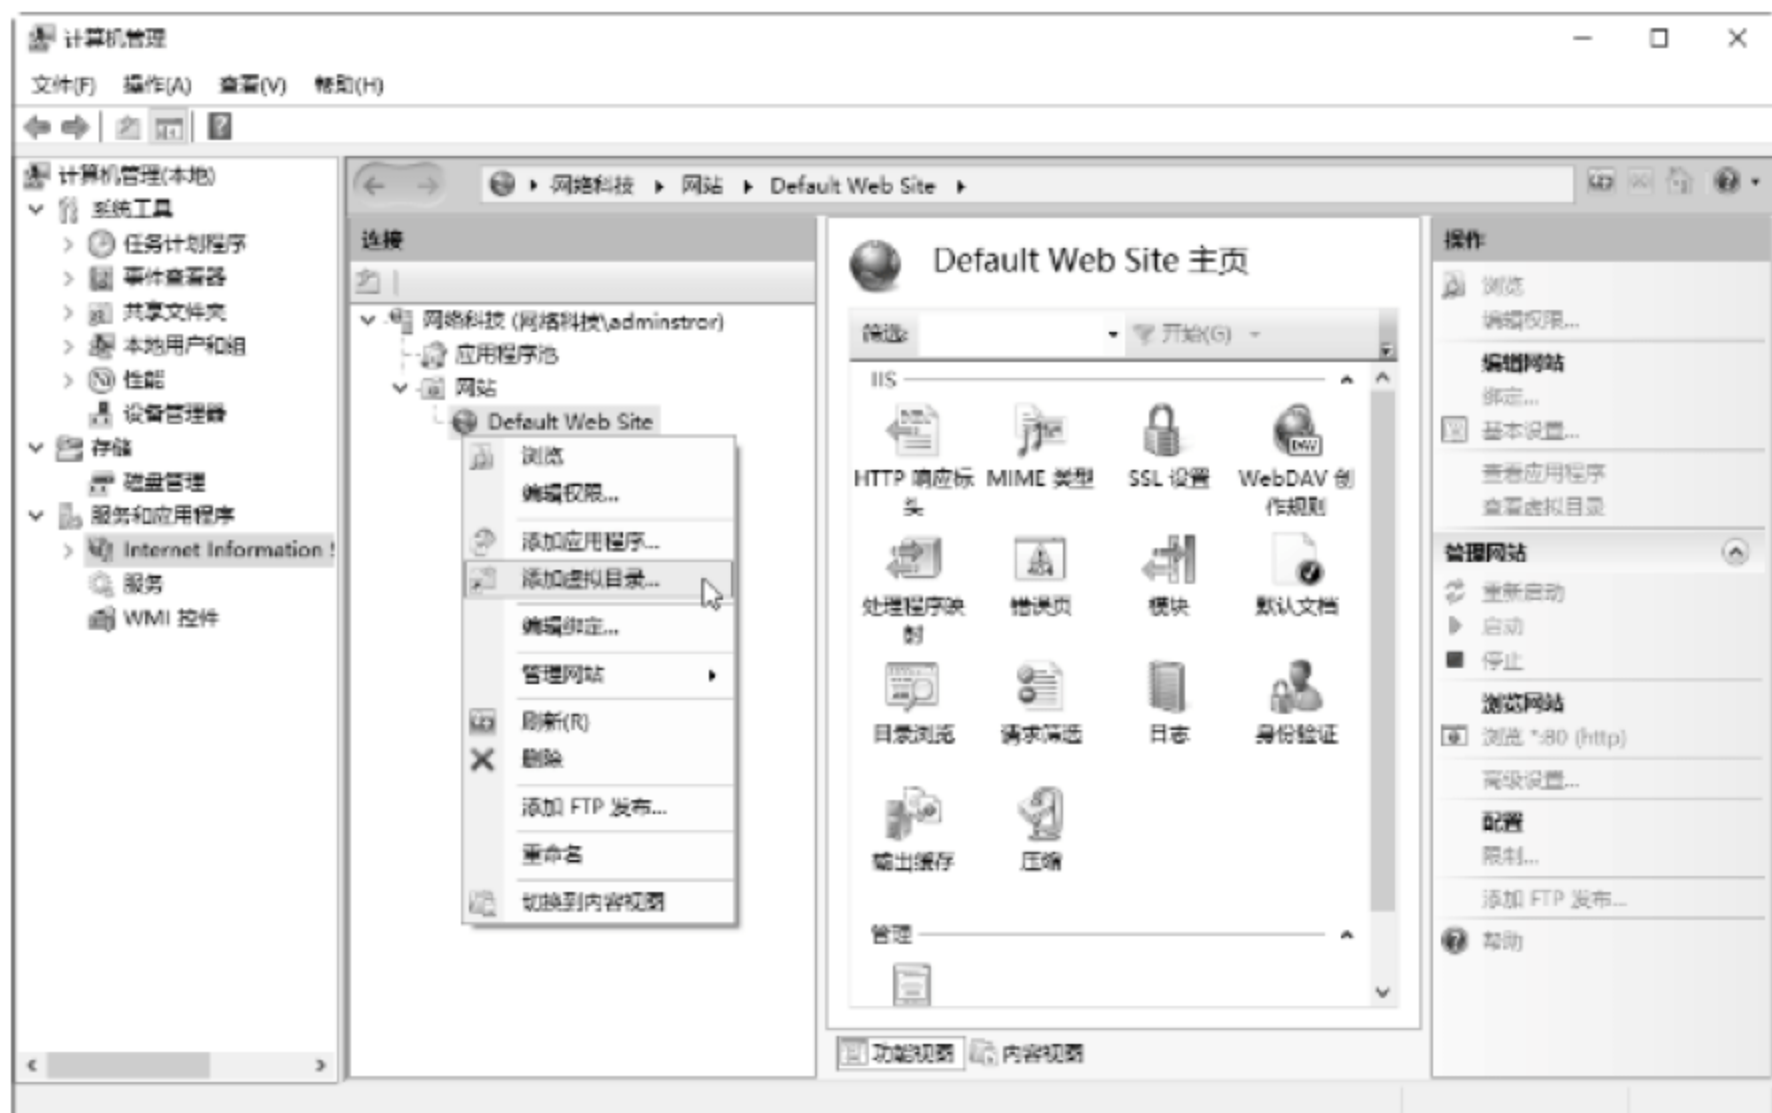 计算机管理
文件(F) 操作(A) 查看(V) 帮助(H)
计算机管理(本地)
系统工具
任务计划程序
事件查看器
共享文件夹
本地用户和组
性能
设备管理器
存储
磁盘管理
服务和应用程序
Internet Information S
服务
WMI 控件
网络科技 网站 Default Web Site
连接
网络科技 (网络科技\adminstror)
应用程序池
网站
Default Web Site
浏览
编辑权限...
添加应用程序...
添加虚拟目录...
编辑绑定...
管理网站
刷新(R)
删除
添加 FTP 发布...
重命名
切换到内容视图
Default Web Site 主页
筛选: 开始(G)
IIS
HTTP 响应标头
MIME 类型
SSL 设置
WebDAV 创作规则
处理程序映射
错误页
模块
默认文档
目录浏览
请求筛选
日志
身份验证
输出缓存
压缩
管理
功能视图 内容视图
操作
浏览
编辑权限...
编辑网站
绑定...
基本设置...
查看应用程序
查看虚拟目录
管理网站
重新启动
启动
停止
浏览网站
浏览 *:80 (http)
高级设置...
配置
限制...
添加 FTP 发布...
帮助